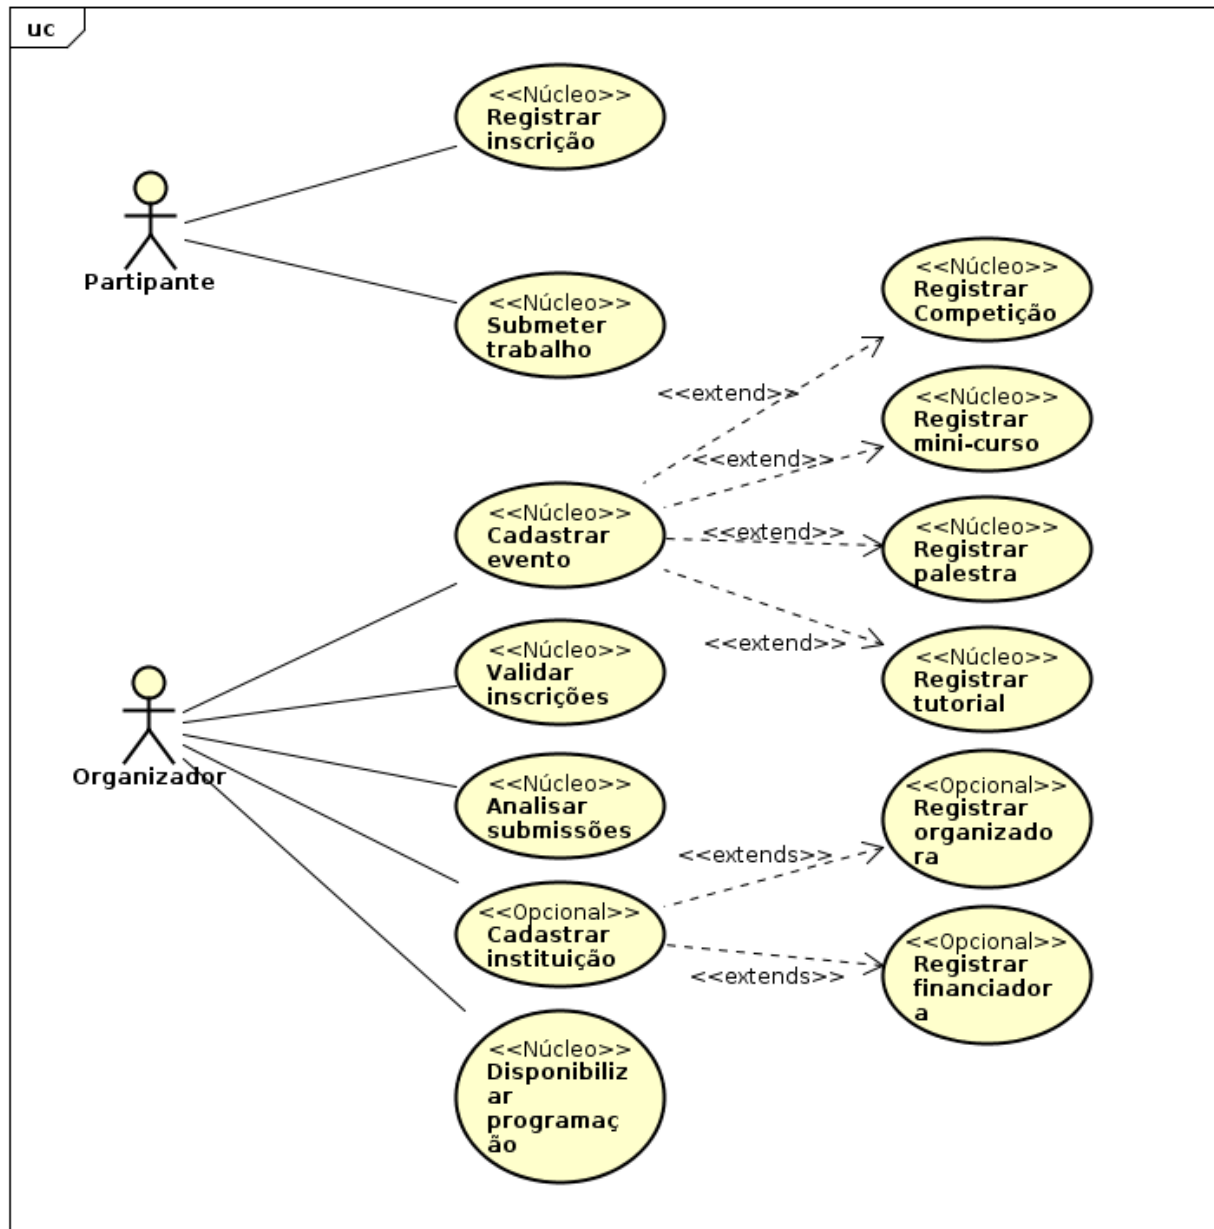 uc
<<Núcleo>>
Registrar
inscrição
Partipante
<<Núcleo>>
Submeter
trabalho
<<Núcleo>>
Registrar
Competição
<<extend>>
<<Núcleo>>
Registrar
mini-curso
<<extend>>
<<Núcleo>>
Cadastrar
evento
<<extend>>
<<Núcleo>>
Registrar
palestra
<<extend>>
<<Núcleo>>
Registrar
tutorial
<<Núcleo>>
Validar
inscrições
Organizador
<<Núcleo>>
Analisar
submissões
<<Opcional>>
Registrar
organizado
ra
<<extends>>
<<Opcional>>
Cadastrar
instituição
<<extends>>
<<Opcional>>
Registrar
financiador
a
<<Núcleo>>
Disponibiliz
ar
programaç
ão